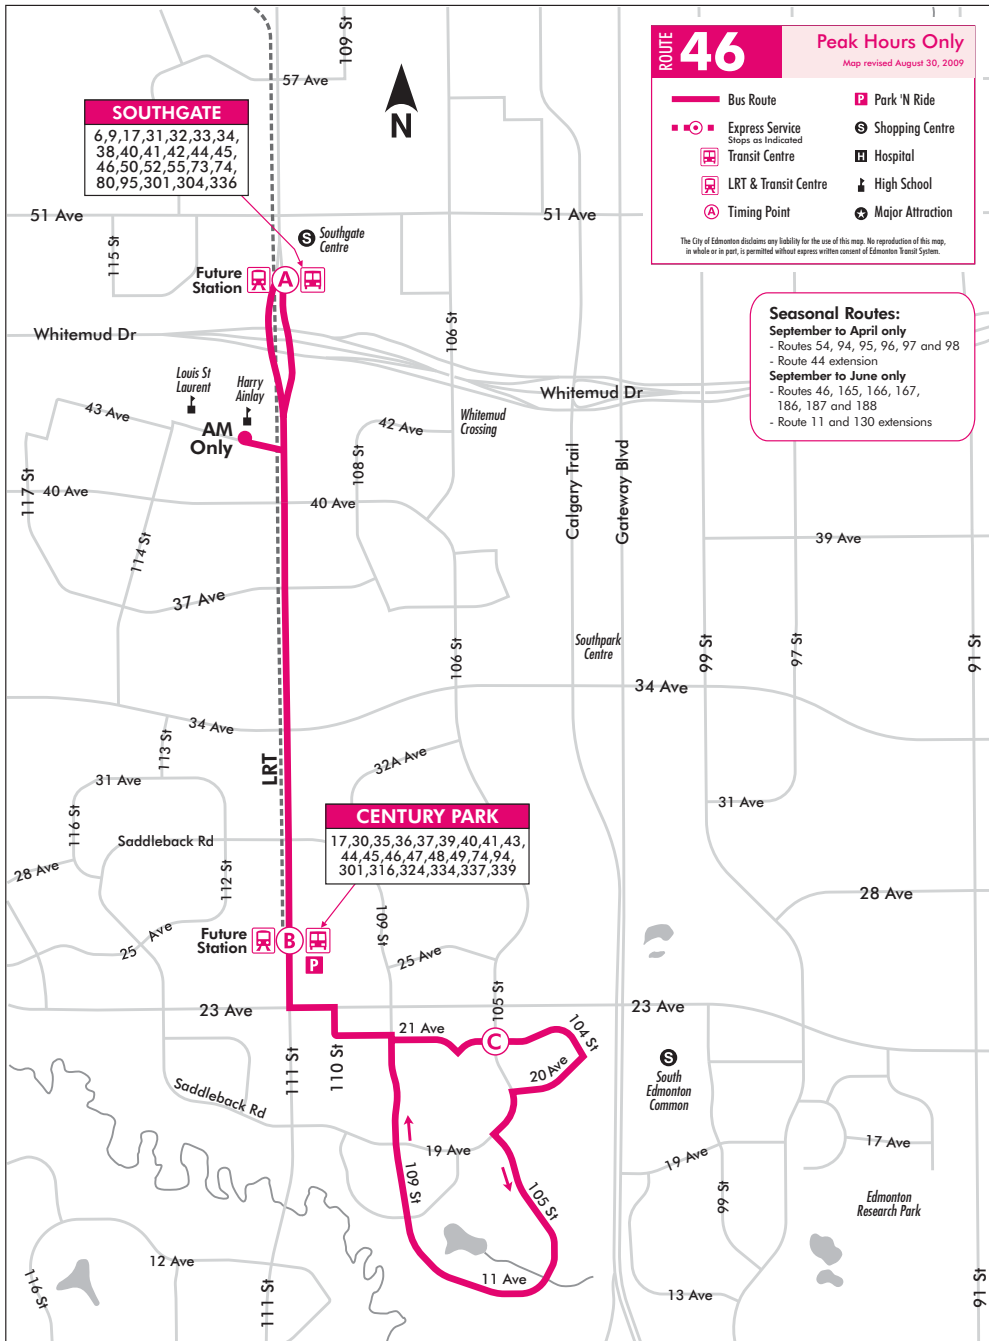 109 St
57 Ave
N
ROUTE
46
Peak Hours Only
Map revised August 30, 2009
Bus Route
Express Service
Stops as Indicated
Transit Centre
LRT & Transit Centre
A
Timing Point
P
Park 'N Ride
S
Shopping Centre
H
Hospital
High School
Major Attraction
The City of Edmonton disclaims any liability for the use of this map. No reproduction of this map,
in whole or in part, is permitted without express written consent of Edmonton Transit System.
SOUTHGATE
6,9,17,31,32,33,34,
38,40,41,42,44,45,
46,50,52,55,73,74,
80,95,301,304,336
51 Ave
51 Ave
115 St
S
Southgate
Centre
Future
Station
A
Seasonal Routes:
September to April only
- Routes 54, 94, 95, 96, 97 and 98
- Route 44 extension
September to June only
- Routes 46, 165, 166, 167,
186, 187 and 188
- Route 11 and 130 extensions
Whitemud Dr
106 St
Whitemud Dr
Louis St
Laurent
Harry
Ainlay
43 Ave
AM
Only
42 Ave
Whitemud
Crossing
117 St
40 Ave
108 St
40 Ave
Calgary Trail
Gateway Blvd
39 Ave
114 St
37 Ave
106 St
Southpark
Centre
99 St
97 St
91 St
34 Ave
34 Ave
113 St
LRT
32A Ave
31 Ave
31 Ave
116 St
Saddleback Rd
CENTURY PARK
17,30,35,36,37,39,40,41,43,
44,45,46,47,48,49,74,94,
301,316,324,334,337,339
28 Ave
112 St
28 Ave
25 Ave
109 St
Future
Station
B
P
25 Ave
105 St
23 Ave
23 Ave
21 Ave
C
104 St
111 St
110 St
20 Ave
S
South
Edmonton
Common
Saddleback Rd
19 Ave
19 Ave
17 Ave
109 St
105 St
99 St
Edmonton
Research Park
12 Ave
116 St
111 St
11 Ave
13 Ave
91 St